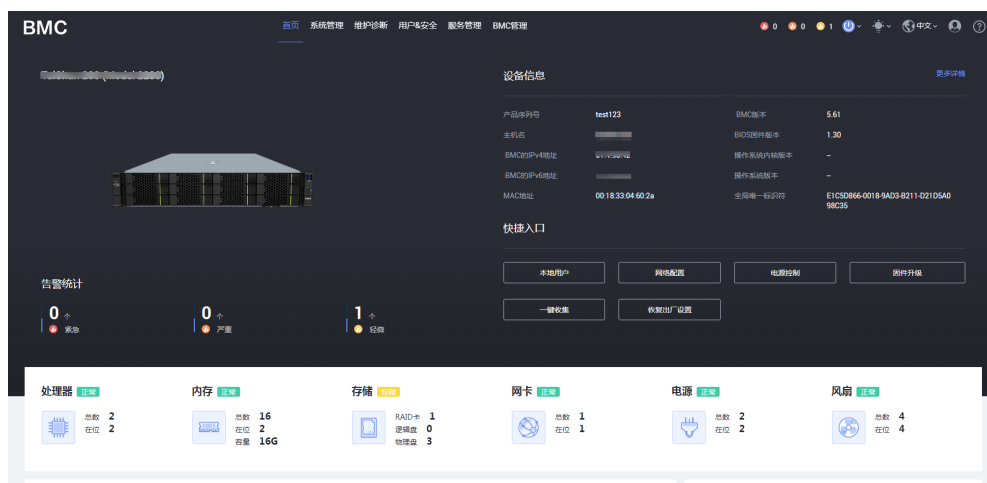 BMC
首页 系统管理 维护诊断 用户&安全 服务管理 BMC管理
0 0 1 中文
设备信息 更多详情
产品序列号 test123 BMC版本 5.61
主机名 BIOS固件版本 1.30
BMC的IPv4地址 操作系统内核版本 –
BMC的IPv6地址 操作系统版本 –
MAC地址 00:18:33:04:60:2a 全局唯一标识符 E1C5D866-0018-9AD3-B211-D21D5A0
98C35
快捷入口
本地用户 网络配置 电源控制 固件升级
一键收集 恢复出厂设置
告警统计
0 个 0 个 1 个
紧急 严重 轻微
处理器 正常 内存 正常 存储 轻微 网卡 正常 电源 正常 风扇 正常
总数 2 总数 16 RAID卡 1 总数 1 总数 2 总数 4
在位 2 在位 2 逻辑盘 0 在位 1 在位 2 在位 4
容量 16G 物理盘 3